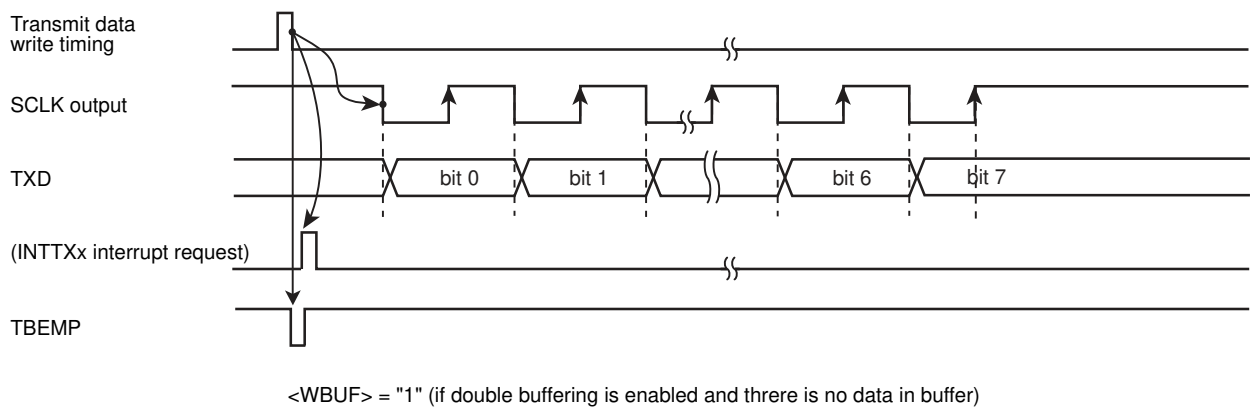 Transmit data
write timing
SCLK output
TXD
bit 0
bit 1
bit 6
bit 7
(INTTXx interrupt request)
TBEMP
<WBUF> = "1" (if double buffering is enabled and threre is no data in buffer)